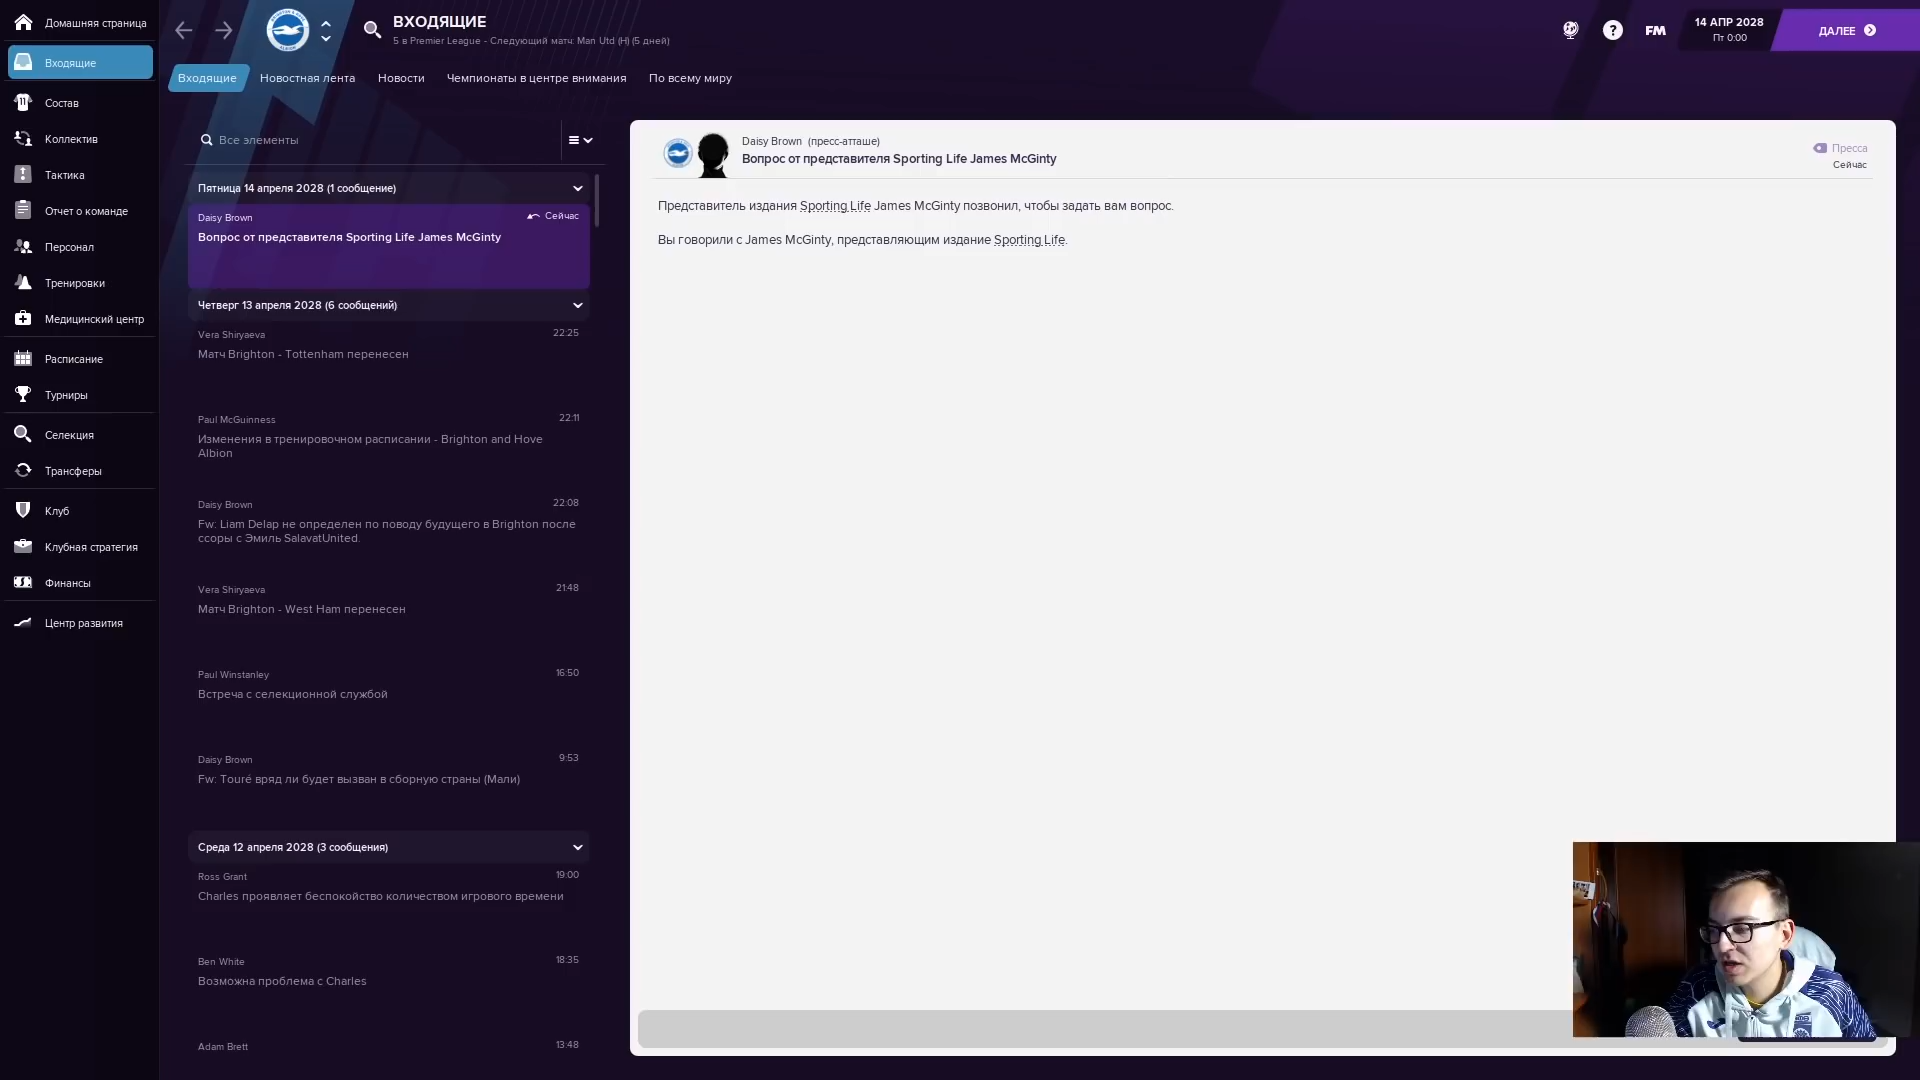 Домашняя страница
Входящие
Состав
Коллектив
Тактика
Отчет о команде
Персонал
Тренировки
Медицинский центр
Расписание
Турниры
Селекция
Трансферы
Клуб
Клубная стратегия
Финансы
Центр развития
ВХОДЯЩИЕ
5 в Premier League - Следующий матч: Man Utd (H) (5 дней)
FM
14 АПР 2028
Пт 0:00
ДАЛЕЕ
Входящие
Новостная лента
Новости
Чемпионаты в центре внимания
По всему миру
Все элементы
Пятница 14 апреля 2028 (1 сообщение)
Daisy Brown
Сейчас
Вопрос от представителя Sporting Life James McGinty
Четверг 13 апреля 2028 (6 сообщений)
Vera Shiryaeva
22:25
Матч Brighton - Tottenham перенесен
Paul McGuinness
22:11
Изменения в тренировочном расписании - Brighton and Hove
Albion
Daisy Brown
22:08
Fw: Liam Delap не определен по поводу будущего в Brighton после
ссоры с Эмиль SalavatUnited.
Vera Shiryaeva
21:48
Матч Brighton - West Ham перенесен
Paul Winstanley
16:50
Встреча с селекционной службой
Daisy Brown
9:53
Fw: Touré вряд ли будет вызван в сборную страны (Мали)
Среда 12 апреля 2028 (3 сообщения)
Ross Grant
19:00
Charles проявляет беспокойство количеством игрового времени
Ben White
18:35
Возможна проблема с Charles
Adam Brett
13:48
Daisy Brown (пресс-атташе)
Вопрос от представителя Sporting Life James McGinty
Пресса
Сейчас
Представитель издания Sporting Life James McGinty позвонил, чтобы задать вам вопрос.
Вы говорили с James McGinty, представляющим издание Sporting Life.